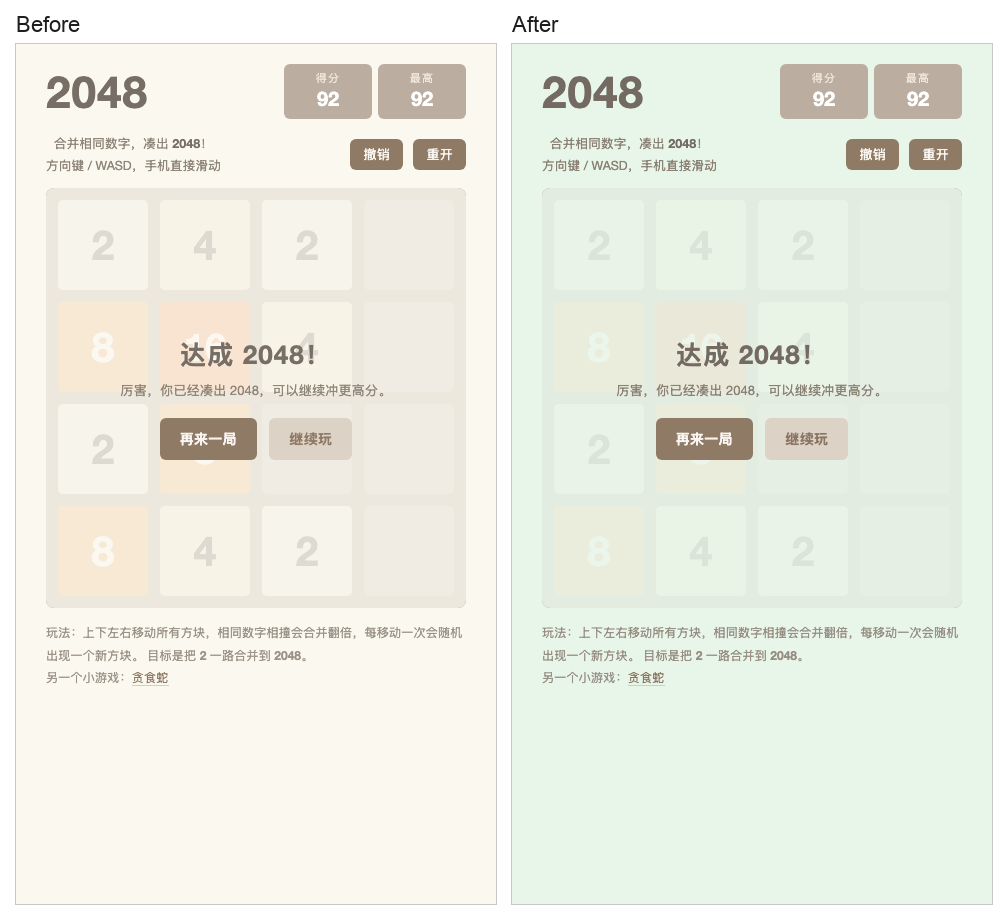 Before
2048
得分
92
最高
92
合并相同数字，凑出 2048！
方向键 / WASD，手机直接滑动
撤销
重开
2 4 2
8 16 4
达成 2048！
厉害，你已经凑出 2048，可以继续冲更高分。
2
再来一局
继续玩
8 4 2
玩法：上下左右移动所有方块，相同数字相撞会合并翻倍，每移动一次会随机
出现一个新方块。 目标是把 2 一路合并到 2048。
另一个小游戏：贪食蛇
After
2048
得分
92
最高
92
合并相同数字，凑出 2048！
方向键 / WASD，手机直接滑动
撤销
重开
2 4 2
8 16 4
达成 2048！
厉害，你已经凑出 2048，可以继续冲更高分。
2
再来一局
继续玩
8 4 2
玩法：上下左右移动所有方块，相同数字相撞会合并翻倍，每移动一次会随机
出现一个新方块。 目标是把 2 一路合并到 2048。
另一个小游戏：贪食蛇